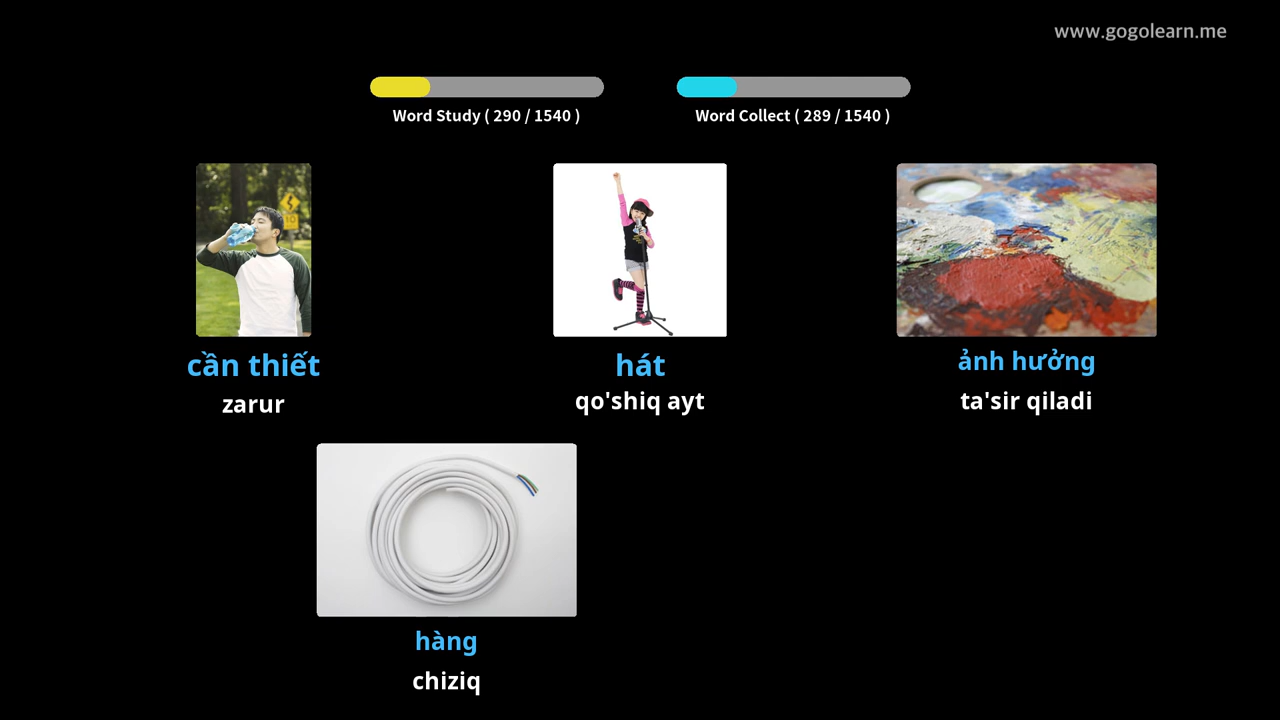 www.gogolearn.me
Word Study ( 290 / 1540 )
Word Collect ( 289 / 1540 )
cần thiết
zarur
hát
qo'shiq ayt
ảnh hưởng
ta'sir qiladi
hàng
chiziq